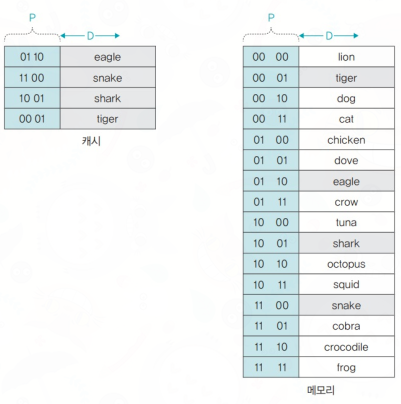 P
D
01 10 eagle
11 00 snake
10 01 shark
00 01 tiger
캐시
P
D
00 00 lion
00 01 tiger
00 10 dog
00 11 cat
01 00 chicken
01 01 dove
01 10 eagle
01 11 crow
10 00 tuna
10 01 shark
10 10 octopus
10 11 squid
11 00 snake
11 01 cobra
11 10 crocodile
11 11 frog
메모리